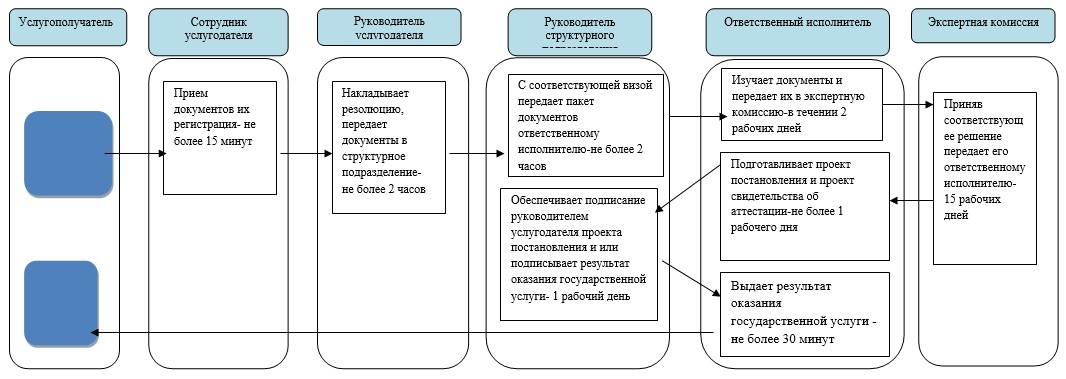 Услугополучатель
Сотрудник
услугодателя
Руководитель
услугодателя
Руководитель
структурного
Ответственный исполнитель
Экспертная комиссия
Прием
документов их
регистрация- не
более 15 минут
Накладывает
резолюцию,
передает
документы в
структурное
подразделение-
не более 2 часов
С соответствующей визой
передает пакет
документов
ответственному
исполнителю-не более 2
часов
Изучает документы и
передает их в экспертную
комиссию-в течении 2
рабочих дней
Приняв
соответствующ
ее решение
передает его
ответственному
исполнителю-
15 рабочих
дней
Подготавливает проект
постановления и проект
свидетельства об
аттестации-не более 1
рабочего дня
Обеспечивает подписание
руководителем
услугодателя проекта
постановления и или
подписывает результат
оказания государственной
услуги- 1 рабочий день
Выдает результат
оказания
государственной услуги -
не более 30 минут